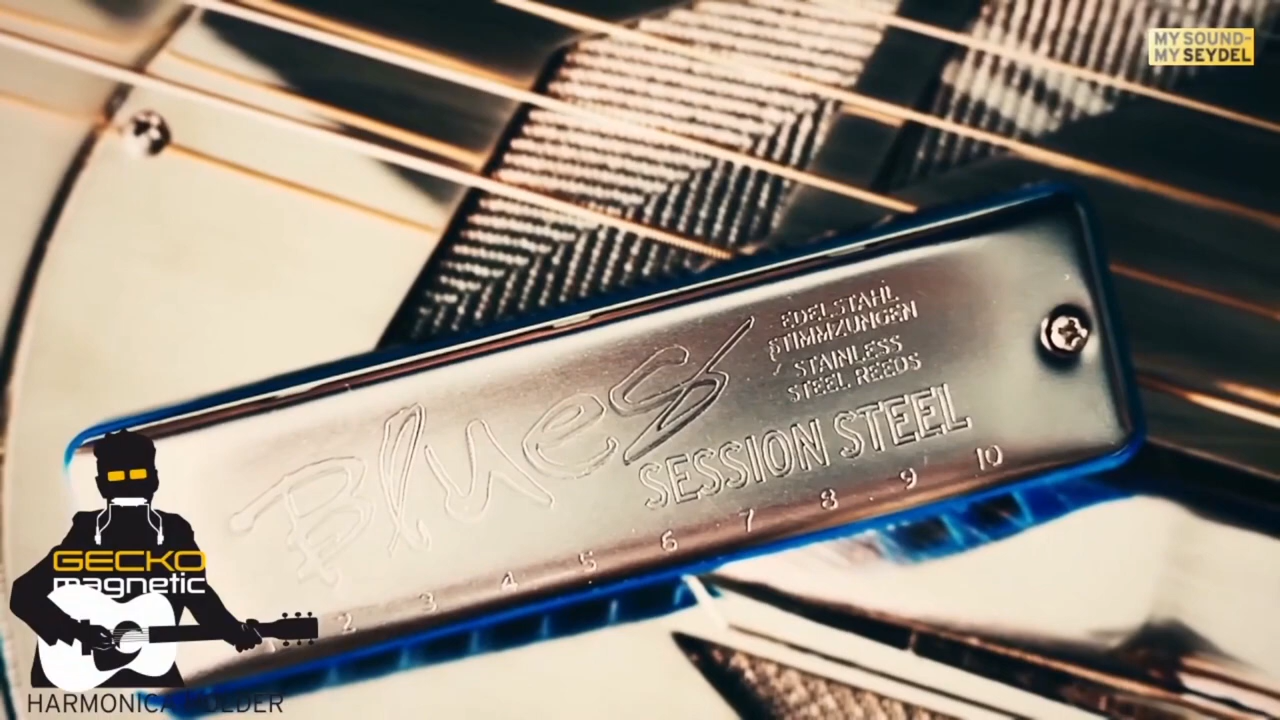 MY SOUND-
MY SEYDEL
EDELSTAHL
STIMMZUNGEN
STAINLESS
STEEL REEDS
Blues
SESSION STEEL
1 2 3 4 5 6 7 8 9 10
GECKO
magnetic
HARMONICA HOLDER